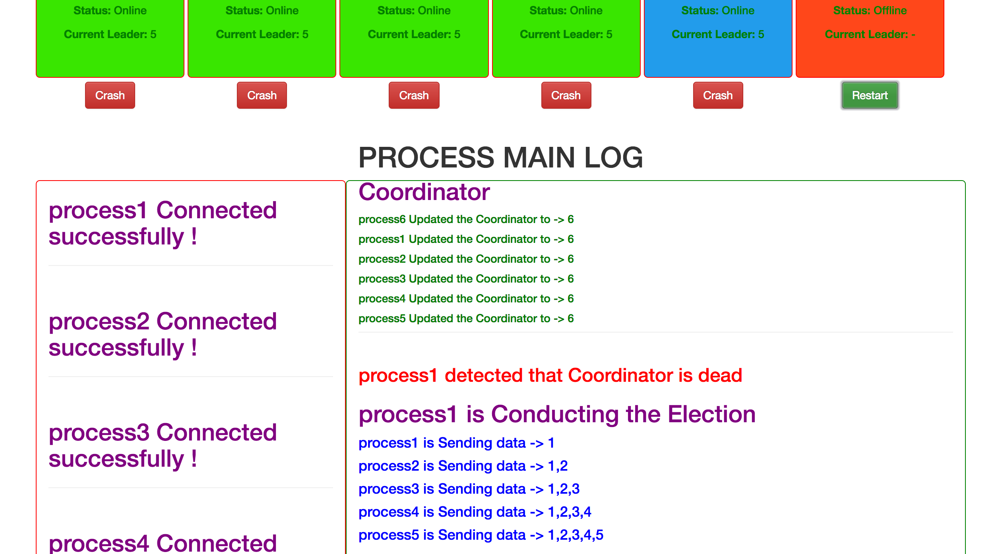 Status: Online
Status: Online
Status: Online
Status: Online
Status: Online
Status: Offline
Current Leader: 5
Current Leader: 5
Current Leader: 5
Current Leader: 5
Current Leader: 5
Current Leader: -
Crash
Crash
Crash
Crash
Crash
Restart
PROCESS MAIN LOG
process1 Connected
successfully !
process2 Connected
successfully !
process3 Connected
successfully !
process4 Connected
Coordinator
process6 Updated the Coordinator to -> 6
process1 Updated the Coordinator to -> 6
process2 Updated the Coordinator to -> 6
process3 Updated the Coordinator to -> 6
process4 Updated the Coordinator to -> 6
process5 Updated the Coordinator to -> 6
process1 detected that Coordinator is dead
process1 is Conducting the Election
process1 is Sending data -> 1
process2 is Sending data -> 1,2
process3 is Sending data -> 1,2,3
process4 is Sending data -> 1,2,3,4
process5 is Sending data -> 1,2,3,4,5